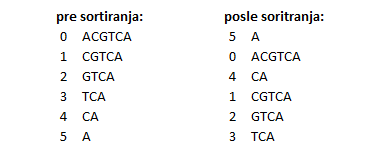 pre sortiranja: posle soritranja:
0 ACGTCA 5 A
1 CGTCA 0 ACGTCA
2 GTCA 4 CA
3 TCA 1 CGTCA
4 CA 2 GTCA
5 A 3 TCA